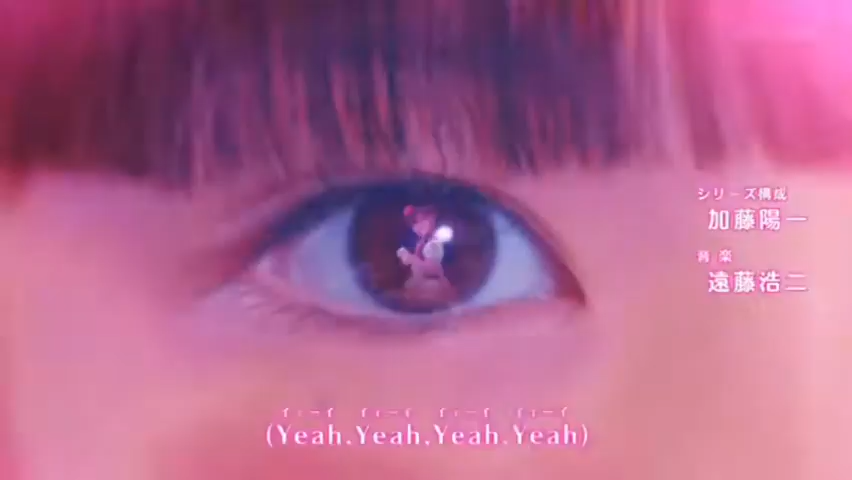 シリーズ構成
加藤陽一
音楽
遠藤浩二
イェーイ イェーイ イェーイ イェーイ
(Yeah,Yeah,Yeah,Yeah)